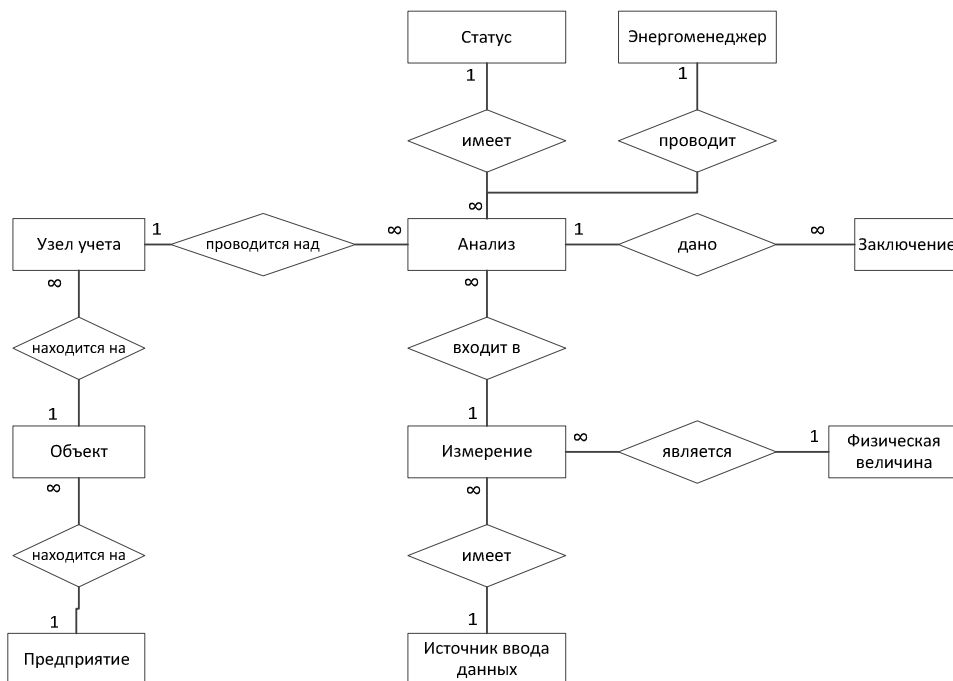 Статус
Энергоменеджер
1
1
имеет
проводит
∞
Узел учета
1
проводится над
∞
Анализ
1
дано
∞
Заключение
∞
∞
находится на
входит в
1
1
Объект
Измерение
∞
является
1
Физическая
величина
∞
∞
находится на
имеет
1
1
Предприятие
Источник ввода
данных